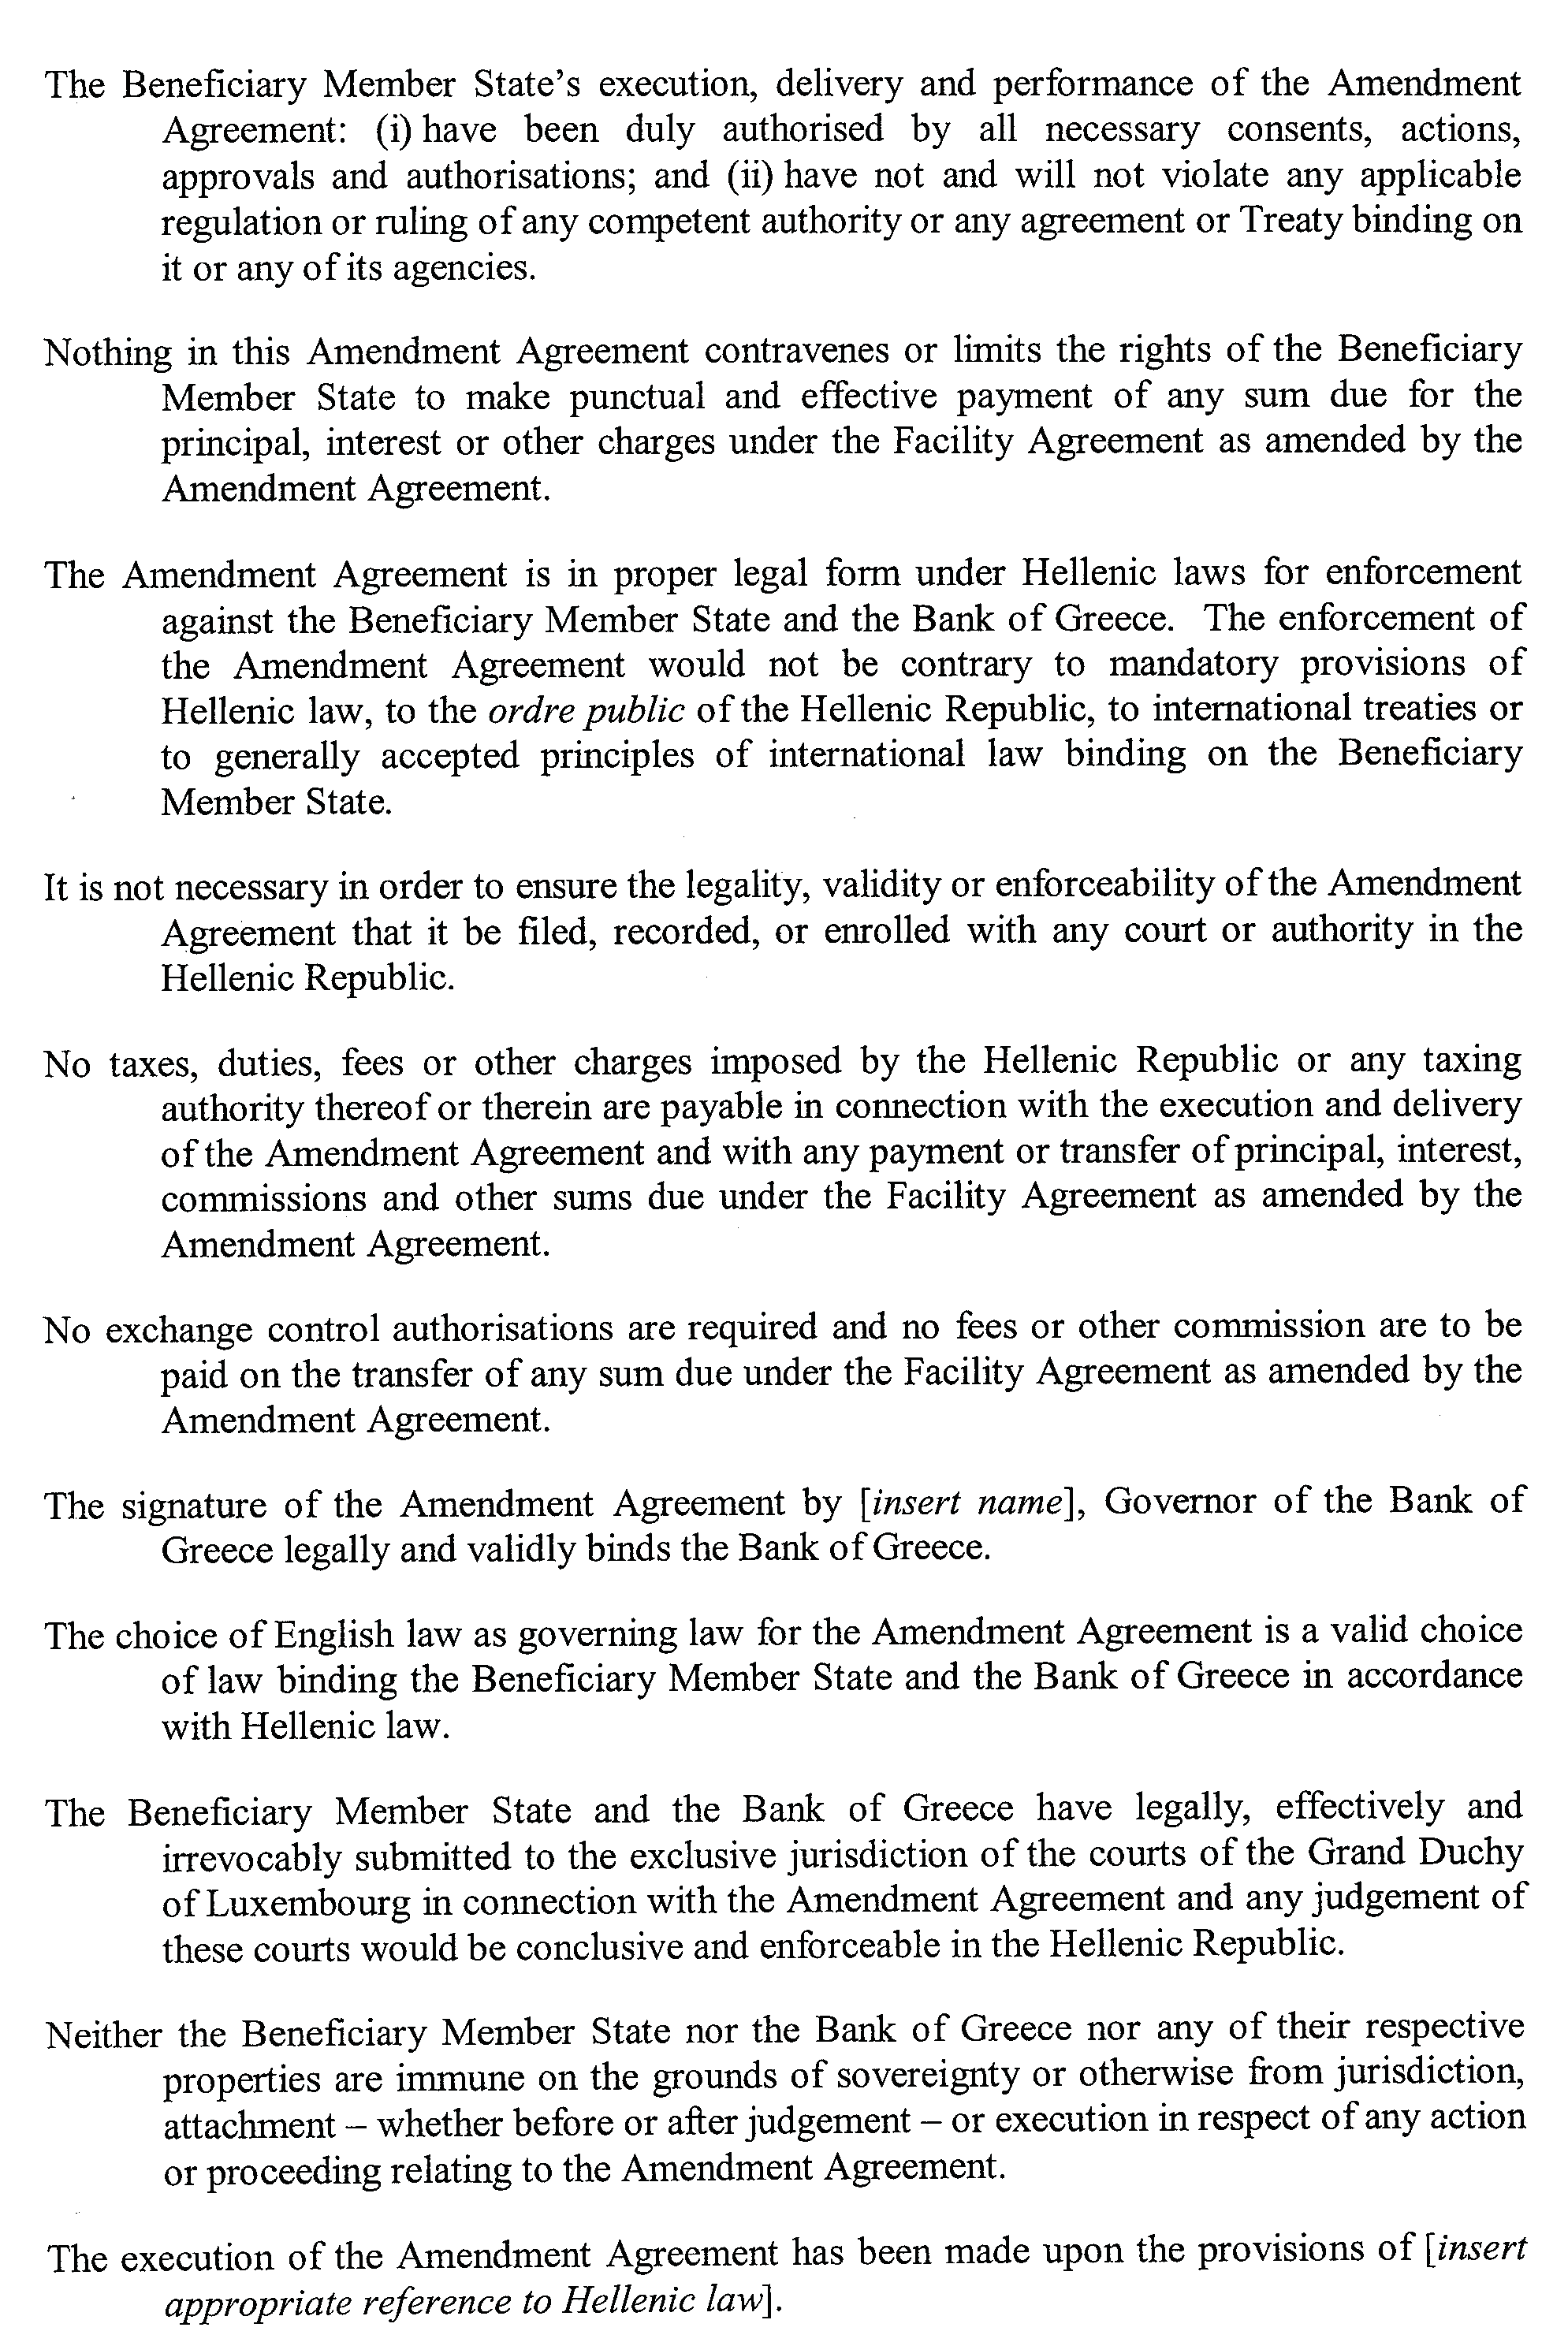 The Beneficiary Member State’s execution, delivery and performance of the Amendment
Agreement: (i) have been duly authorised by all necessary consents, actions,
approvals and authorisations; and (ii) have not and will not violate any applicable
regulation or ruling of any competent authority or any agreement or Treaty binding on
it or any of its agencies.
Nothing in this Amendment Agreement contravenes or limits the rights of the Beneficiary
Member State to make punctual and effective payment of any sum due for the
principal, interest or other charges under the Facility Agreement as amended by the
Amendment Agreement.
The Amendment Agreement is in proper legal form under Hellenic laws for enforcement
against the Beneficiary Member State and the Bank of Greece. The enforcement of
the Amendment Agreement would not be contrary to mandatory provisions of
Hellenic law, to the ordre public of the Hellenic Republic, to international treaties or
to generally accepted principles of international law binding on the Beneficiary
Member State.
It is not necessary in order to ensure the legality, validity or enforceability of the Amendment
Agreement that it be filed, recorded, or enrolled with any court or authority in the
Hellenic Republic.
No taxes, duties, fees or other charges imposed by the Hellenic Republic or any taxing
authority thereof or therein are payable in connection with the execution and delivery
of the Amendment Agreement and with any payment or transfer of principal, interest,
commissions and other sums due under the Facility Agreement as amended by the
Amendment Agreement.
No exchange control authorisations are required and no fees or other commission are to be
paid on the transfer of any sum due under the Facility Agreement as amended by the
Amendment Agreement.
The signature of the Amendment Agreement by [insert name], Governor of the Bank of
Greece legally and validly binds the Bank of Greece.
The choice of English law as governing law for the Amendment Agreement is a valid choice
of law binding the Beneficiary Member State and the Bank of Greece in accordance
with Hellenic law.
The Beneficiary Member State and the Bank of Greece have legally, effectively and
irrevocably submitted to the exclusive jurisdiction of the courts of the Grand Duchy
of Luxembourg in connection with the Amendment Agreement and any judgement of
these courts would be conclusive and enforceable in the Hellenic Republic.
Neither the Beneficiary Member State nor the Bank of Greece nor any of their respective
properties are immune on the grounds of sovereignty or otherwise from jurisdiction,
attachment – whether before or after judgement – or execution in respect of any action
or proceeding relating to the Amendment Agreement.
The execution of the Amendment Agreement has been made upon the provisions of [insert
appropriate reference to Hellenic law].